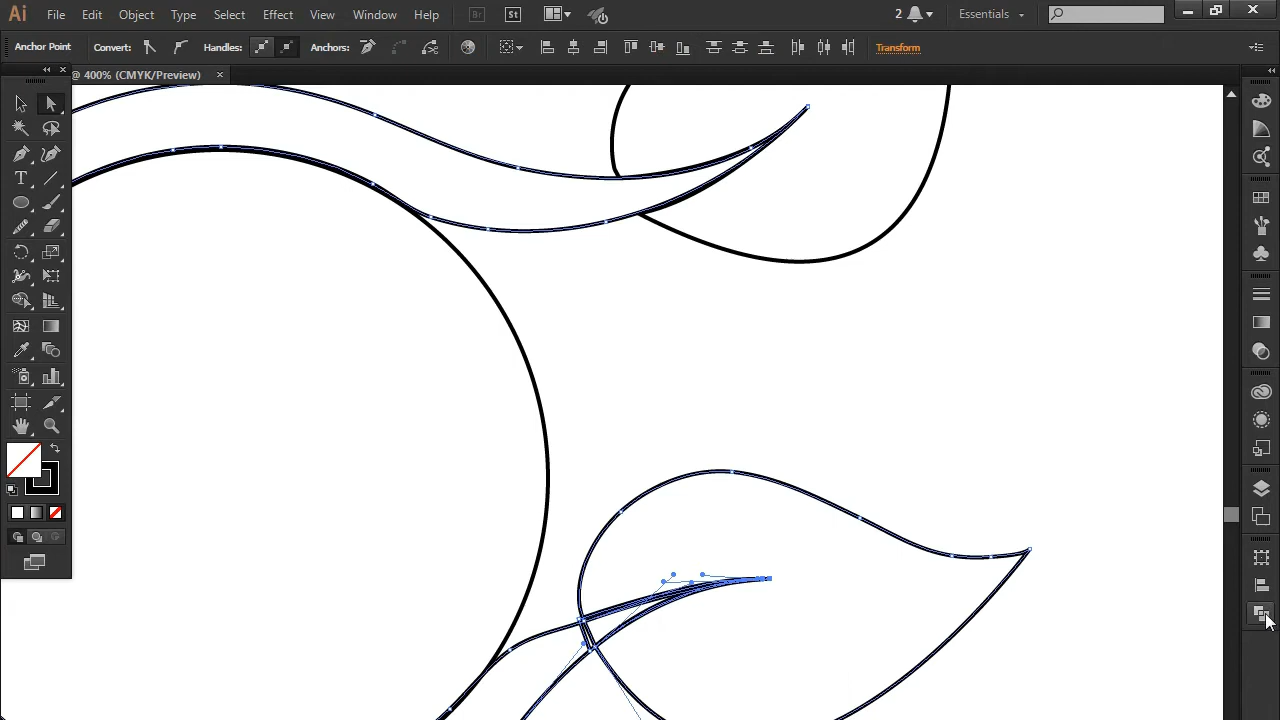 Ai File Edit Object Type Select Effect View Window Help Br St 2 Essentials
Anchor Point Convert: Handles: Anchors: Transform
@ 400% (CMYK/Preview) ×
T